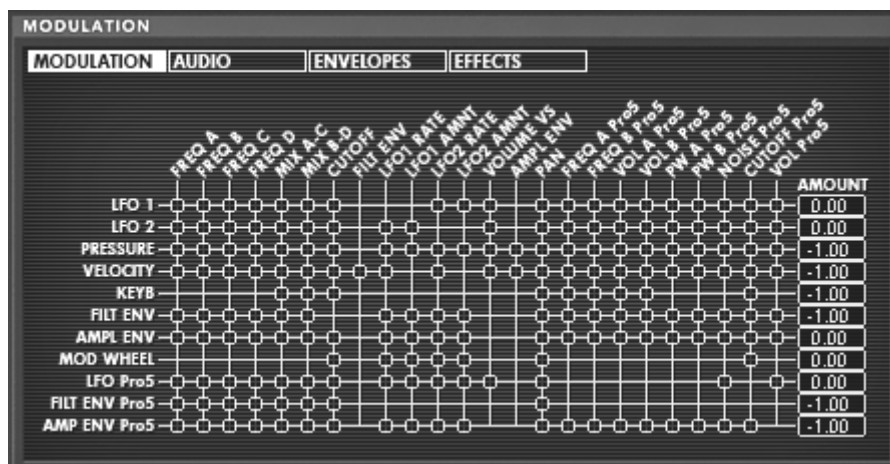 MODULATION
MODULATION AUDIO ENVELOPES EFFECTS
FREQ A FREQ B FREQ C FREQ D MIX A-C MIX B-D CUTOFF FILT ENV LFO1 RATE LFO1 AMNT LFO2 RATE LFO2 AMNT VOLUME VS AMPL ENV PAN FREQ A Pro5 FREQ B Pro5 VOL A Pro5 VOL B Pro5 PW A Pro5 PW B Pro5 NOISE Pro5 CUTOFF Pro5 VOL Pro5
AMOUNT
LFO 1 0.00
LFO 2 0.00
PRESSURE -1.00
VELOCITY -1.00
KEYB -1.00
FILT ENV -1.00
AMPL ENV 0.00
MOD WHEEL 0.00
LFO Pro5 0.00
FILT ENV Pro5 -1.00
AMP ENV Pro5 -1.00